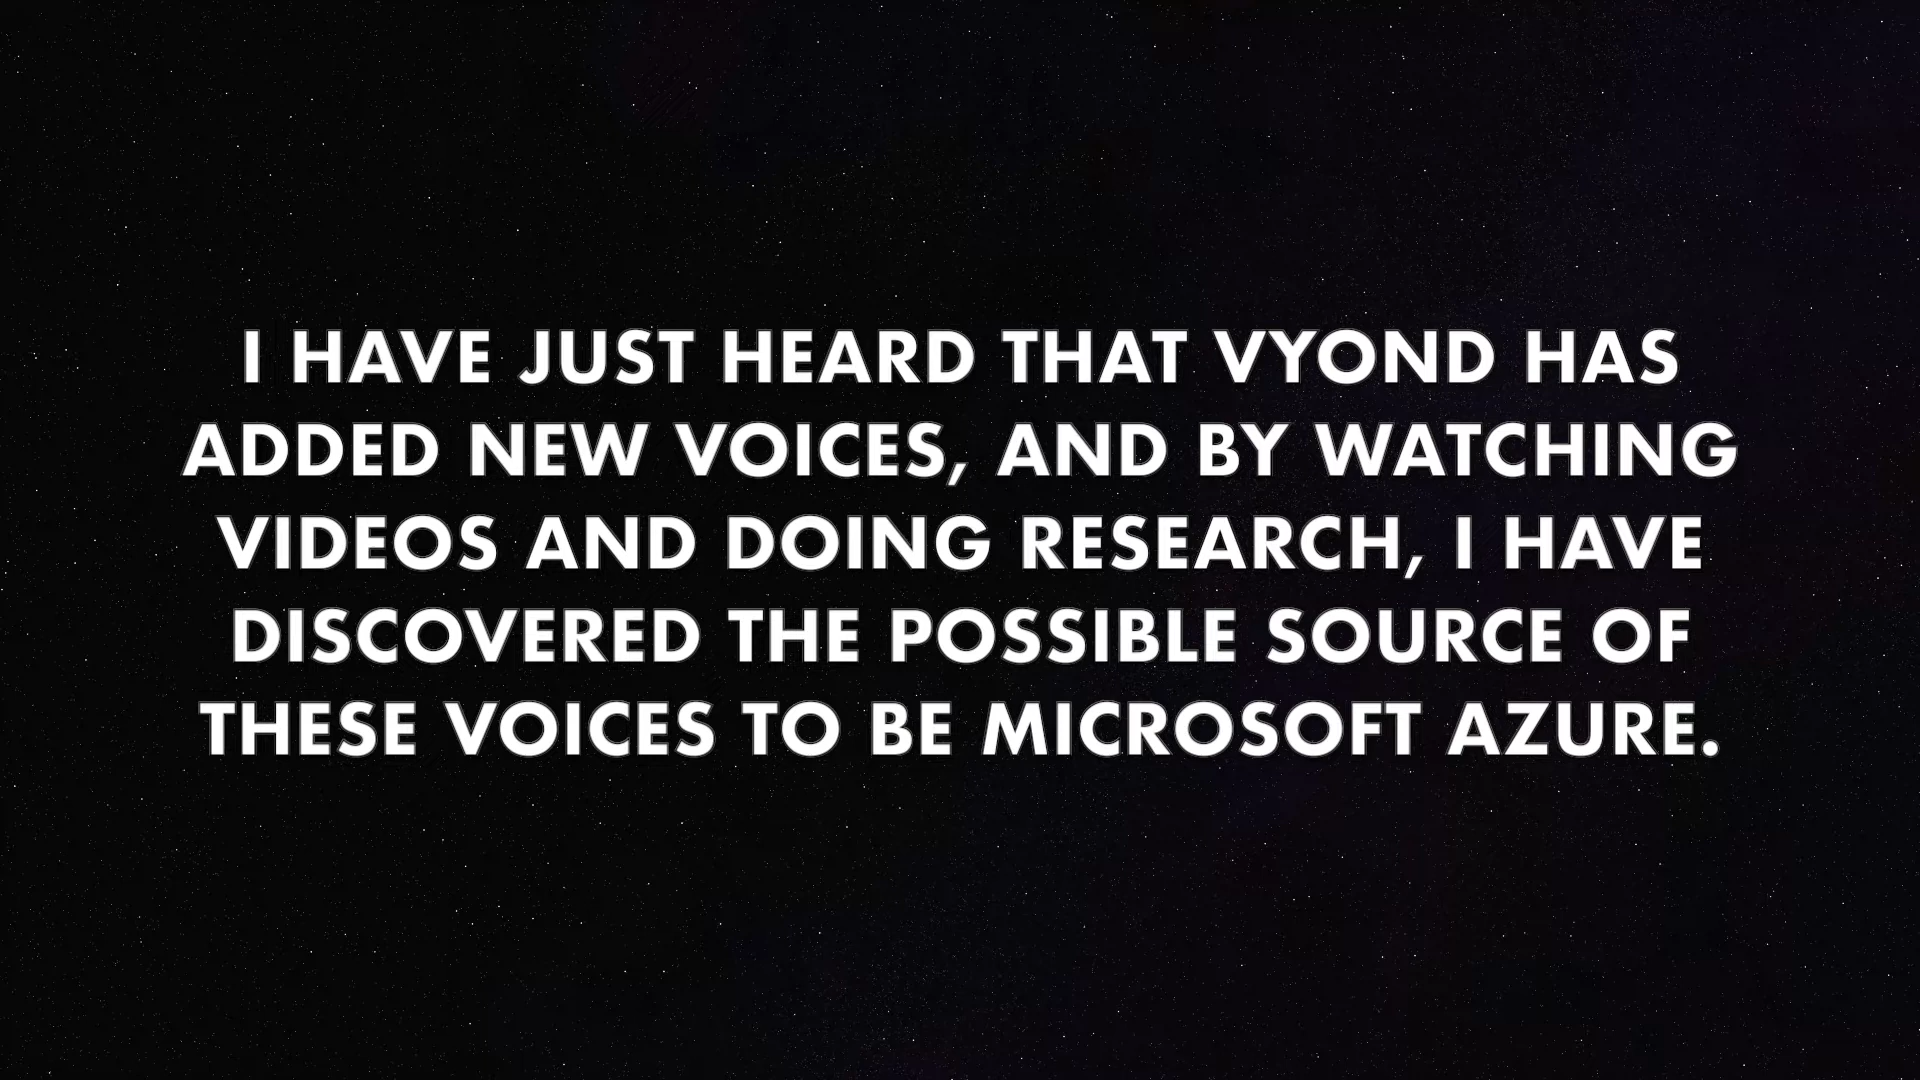 I HAVE JUST HEARD THAT VYOND HAS
ADDED NEW VOICES, AND BY WATCHING
VIDEOS AND DOING RESEARCH, I HAVE
DISCOVERED THE POSSIBLE SOURCE OF
THESE VOICES TO BE MICROSOFT AZURE.